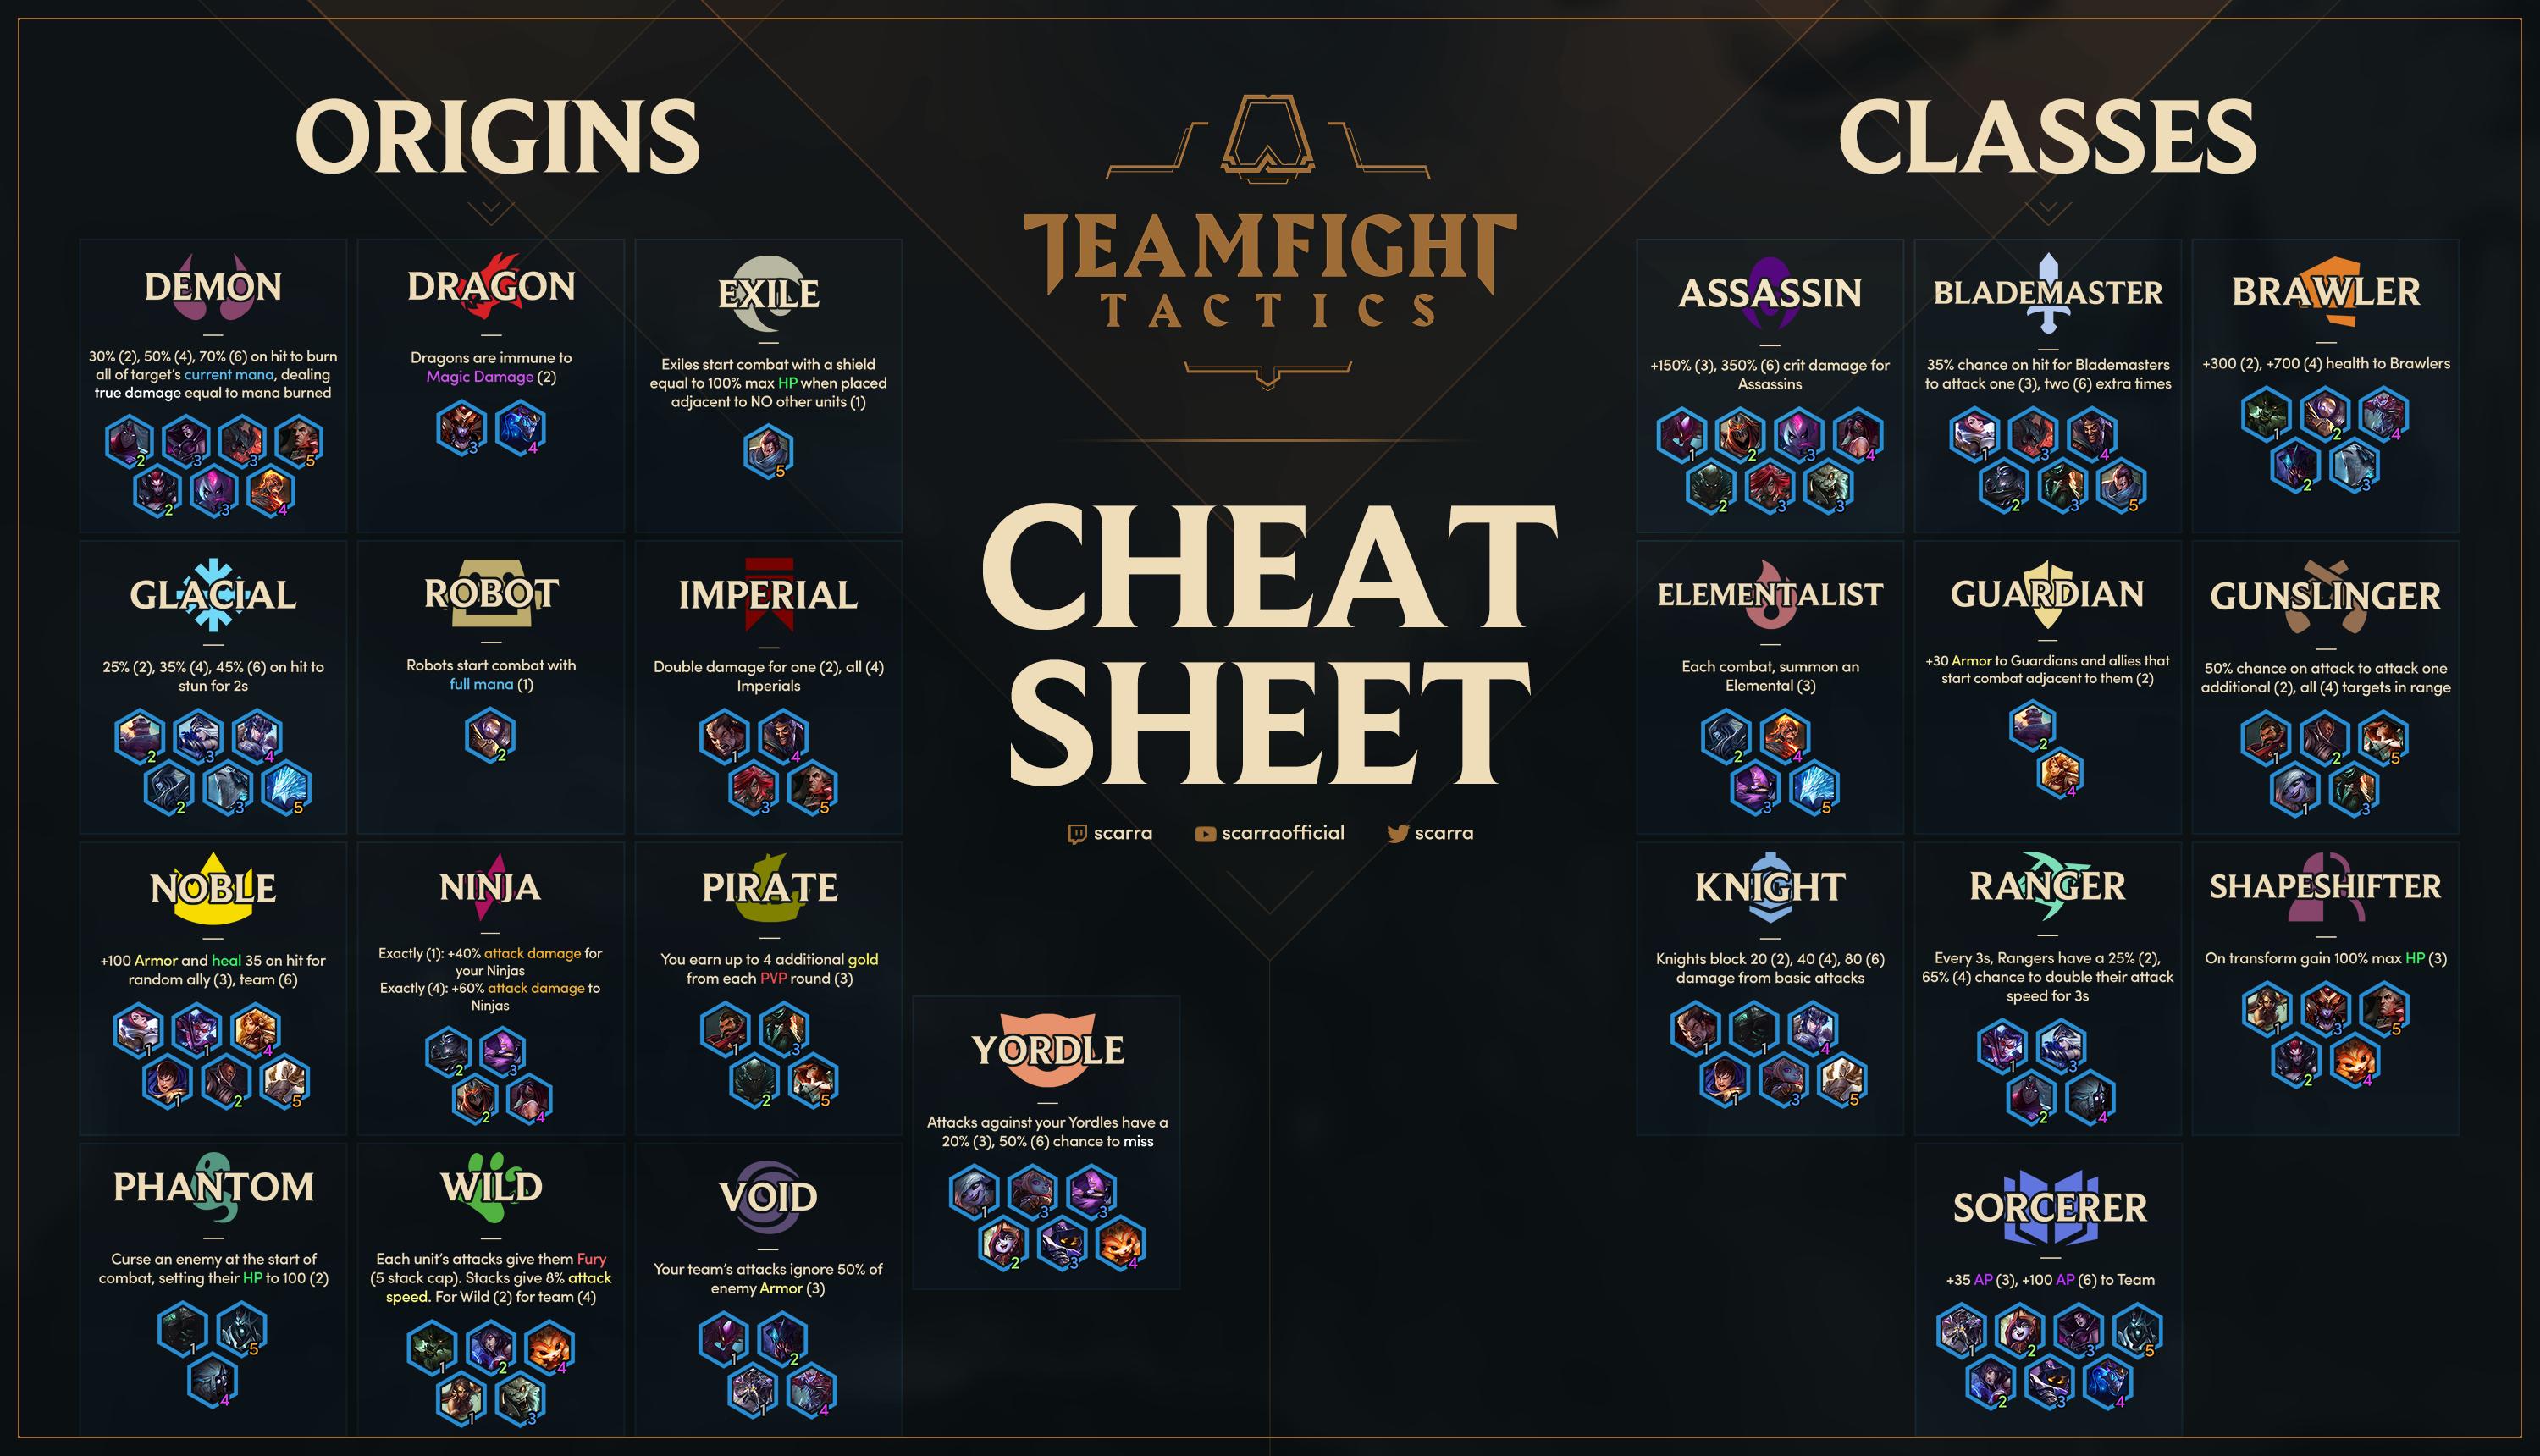 ORIGINS
TEAMFIGHT
TACTICS
CHEAT
SHEET
scarra
scarraofficial
scarra
CLASSES
DEMON
30% (2), 50% (4), 70% (6) on hit to burn
all of target's current mana, dealing
true damage equal to mana burned
2
3
3
5
2
3
4
DRAGON
Dragons are immune to
Magic Damage (2)
3
4
EXILE
Exiles start combat with a shield
equal to 100% max HP when placed
adjacent to NO other units (1)
5
GLACIAL
25% (2), 35% (4), 45% (6) on hit to
stun for 2s
2
3
4
2
3
5
ROBOT
Robots start combat with
full mana (1)
2
IMPERIAL
Double damage for one (2), all (4)
Imperials
1
4
3
5
NOBLE
+100 Armor and heal 35 on hit for
random ally (3), team (6)
1
1
4
1
2
5
NINJA
Exactly (1): +40% attack damage for
your Ninjas
Exactly (4): +60% attack damage to
Ninjas
2
3
2
4
PIRATE
You earn up to 4 additional gold
from each PVP round (3)
1
3
2
5
PHANTOM
Curse an enemy at the start of
combat, setting their HP to 100 (2)
1
5
4
WILD
Each unit's attacks give them Fury
(5 stack cap). Stacks give 8% attack
speed. For Wild (2) for team (4)
1
2
4
1
3
VOID
Your team's attacks ignore 50% of
enemy Armor (3)
1
2
1
4
YORDLE
Attacks against your Yordles have a
20% (3), 50% (6) chance to miss
1
3
3
2
3
4
ASSASSIN
+150% (3), 350% (6) crit damage for
Assassins
1
2
3
4
2
3
3
BLADEMASTER
35% chance on hit for Blademasters
to attack one (3), two (6) extra times
1
3
4
2
3
5
BRAWLER
+300 (2), +700 (4) health to Brawlers
1
2
4
2
3
ELEMENTALIST
Each combat, summon an
Elemental (3)
2
4
3
5
GUARDIAN
+30 Armor to Guardians and allies that
start combat adjacent to them (2)
2
4
GUNSLINGER
50% chance on attack to attack one
additional (2), all (4) targets in range
1
2
5
1
3
KNIGHT
Knights block 20 (2), 40 (4), 80 (6)
damage from basic attacks
1
1
4
1
3
5
RANGER
Every 3s, Rangers have a 25% (2),
65% (4) chance to double their attack
speed for 3s
1
3
2
4
SHAPESHIFTER
On transform gain 100% max HP (3)
1
3
5
2
4
SORCERER
+35 AP (3), +100 AP (6) to Team
1
2
3
5
2
3
4